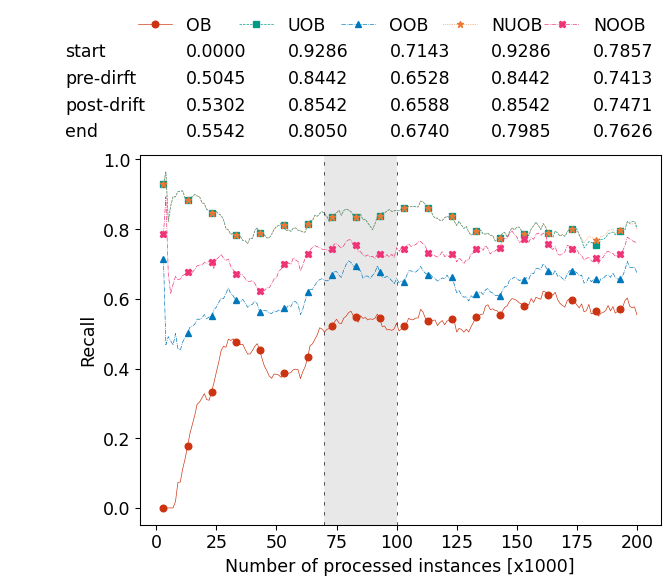 OB UOB OOB NUOB NOOB
start 0.0000 0.9286 0.7143 0.9286 0.7857
pre-dirft 0.5045 0.8442 0.6528 0.8442 0.7413
post-drift 0.5302 0.8542 0.6588 0.8542 0.7471
end 0.5542 0.8050 0.6740 0.7985 0.7626
1.0
0.8
0.6
0.4
0.2
0.0
Recall
0 25 50 75 100 125 150 175 200
Number of processed instances [x1000]